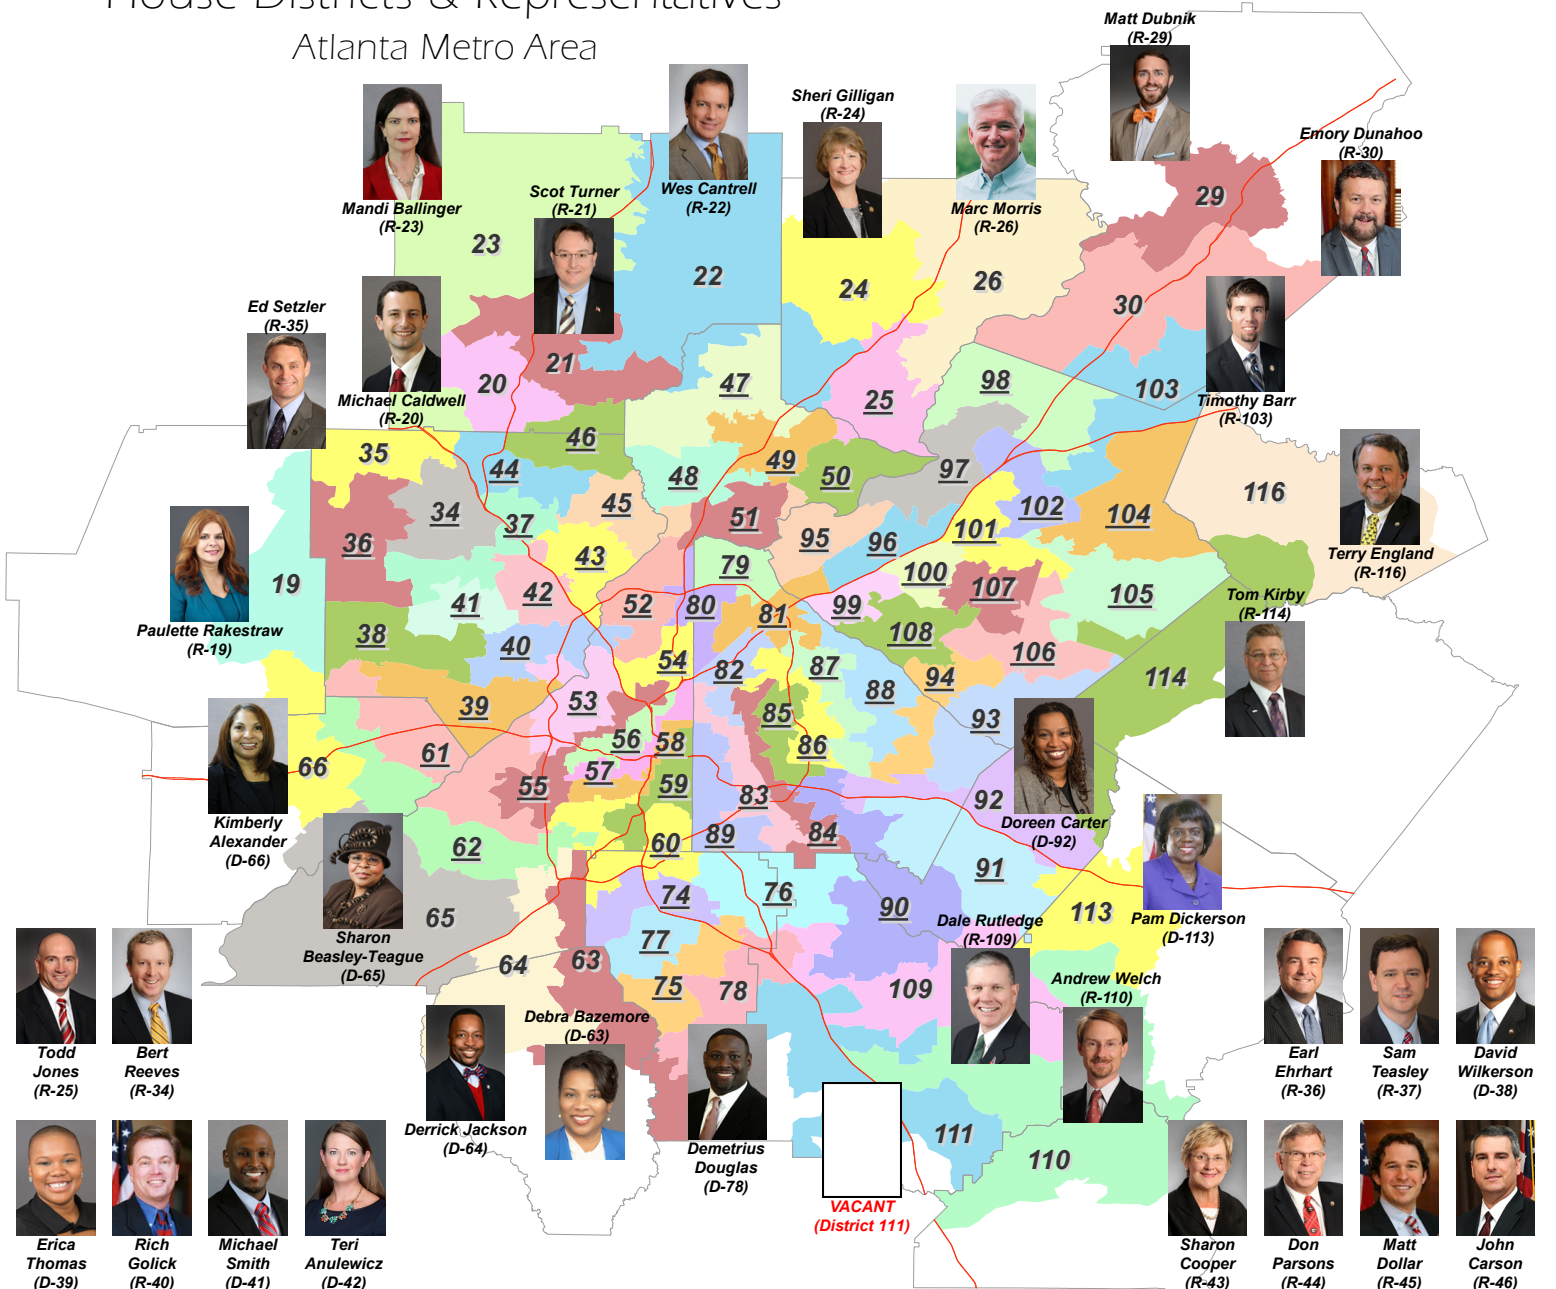 House Districts & Representatives
Atlanta Metro Area
Matt Dubnik
(R-29)
Sheri Gilligan
(R-24)
Emory Dunahoo
(R-30)
Mandi Ballinger
(R-23)
Scot Turner
(R-21)
Wes Cantrell
(R-22)
Marc Morris
(R-26)
29
23
22
24
26
30
Ed Setzler
(R-35)
21
20
47
25
98
103
Michael Caldwell
(R-20)
Timothy Barr
(R-103)
46
35
44
49
50
97
48
116
34
45
37
51
102
104
36
43
95
96
101
Terry England
(R-116)
19
79
100
42
107
105
41
52
80
99
81
Tom Kirby
(R-114)
Paulette Rakestraw
(R-19)
38
40
108
106
54
82
87
94
114
88
39
53
85
93
56
58
86
61
66
57
55
59
83
92
Kimberly
Alexander
(D-66)
Doreen Carter
(D-92)
62
60
89
84
91
74
76
90
113
65
Dale Rutledge
(R-109)
Pam Dickerson
(D-113)
Sharon
Beasley-Teague
(D-65)
77
64
63
75
78
109
Andrew Welch
(R-110)
Debra Bazemore
(D-63)
Todd
Jones
(R-25)
Bert
Reeves
(R-34)
Earl
Ehrhart
(R-36)
Sam
Teasley
(R-37)
David
Wilkerson
(D-38)
Derrick Jackson
(D-64)
111
110
Demetrius
Douglas
(D-78)
VACANT
(District 111)
Erica
Thomas
(D-39)
Rich
Golick
(R-40)
Michael
Smith
(D-41)
Teri
Anulewicz
(D-42)
Sharon
Cooper
(R-43)
Don
Parsons
(R-44)
Matt
Dollar
(R-45)
John
Carson
(R-46)